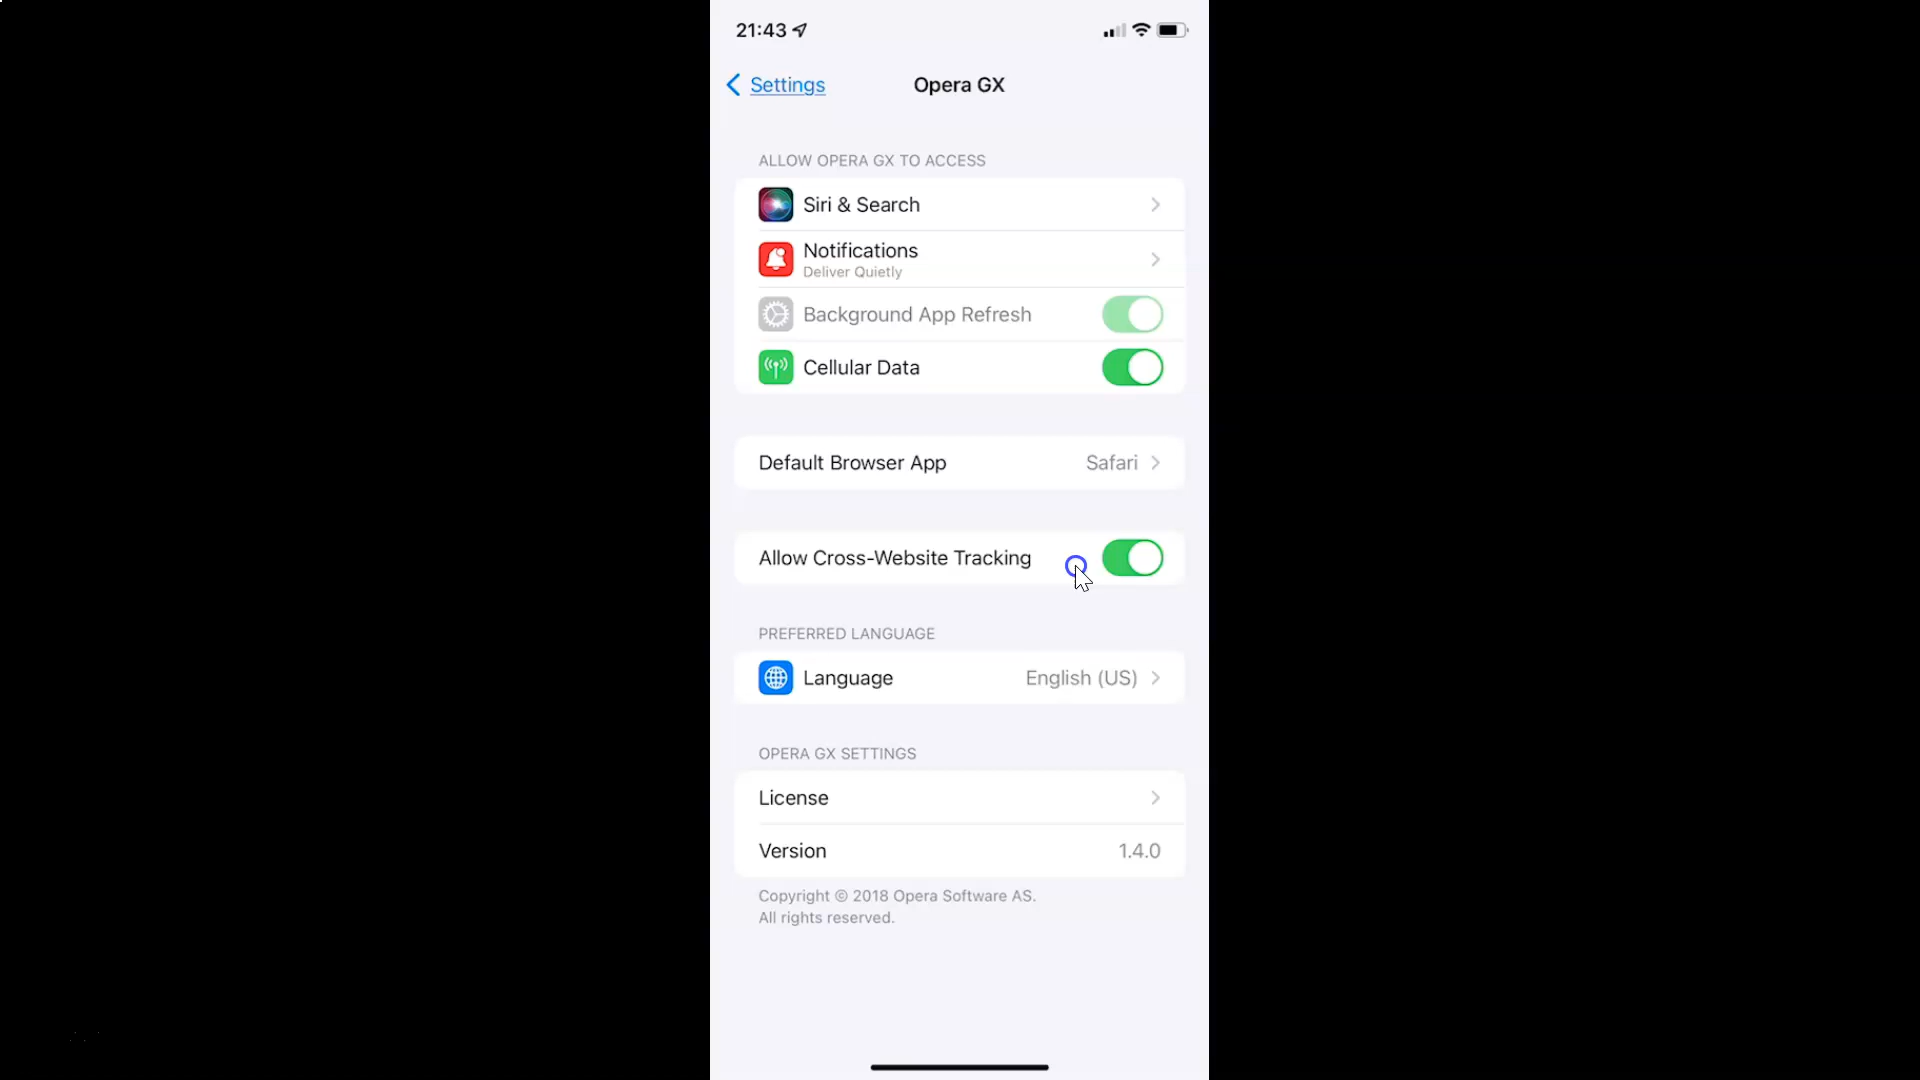 21:43
Settings
Opera GX
ALLOW OPERA GX TO ACCESS
Siri & Search
Notifications
Deliver Quietly
Background App Refresh
Cellular Data
Default Browser App Safari
Allow Cross-Website Tracking
PREFERRED LANGUAGE
Language English (US)
OPERA GX SETTINGS
License
Version 1.4.0
Copyright © 2018 Opera Software AS.
All rights reserved.